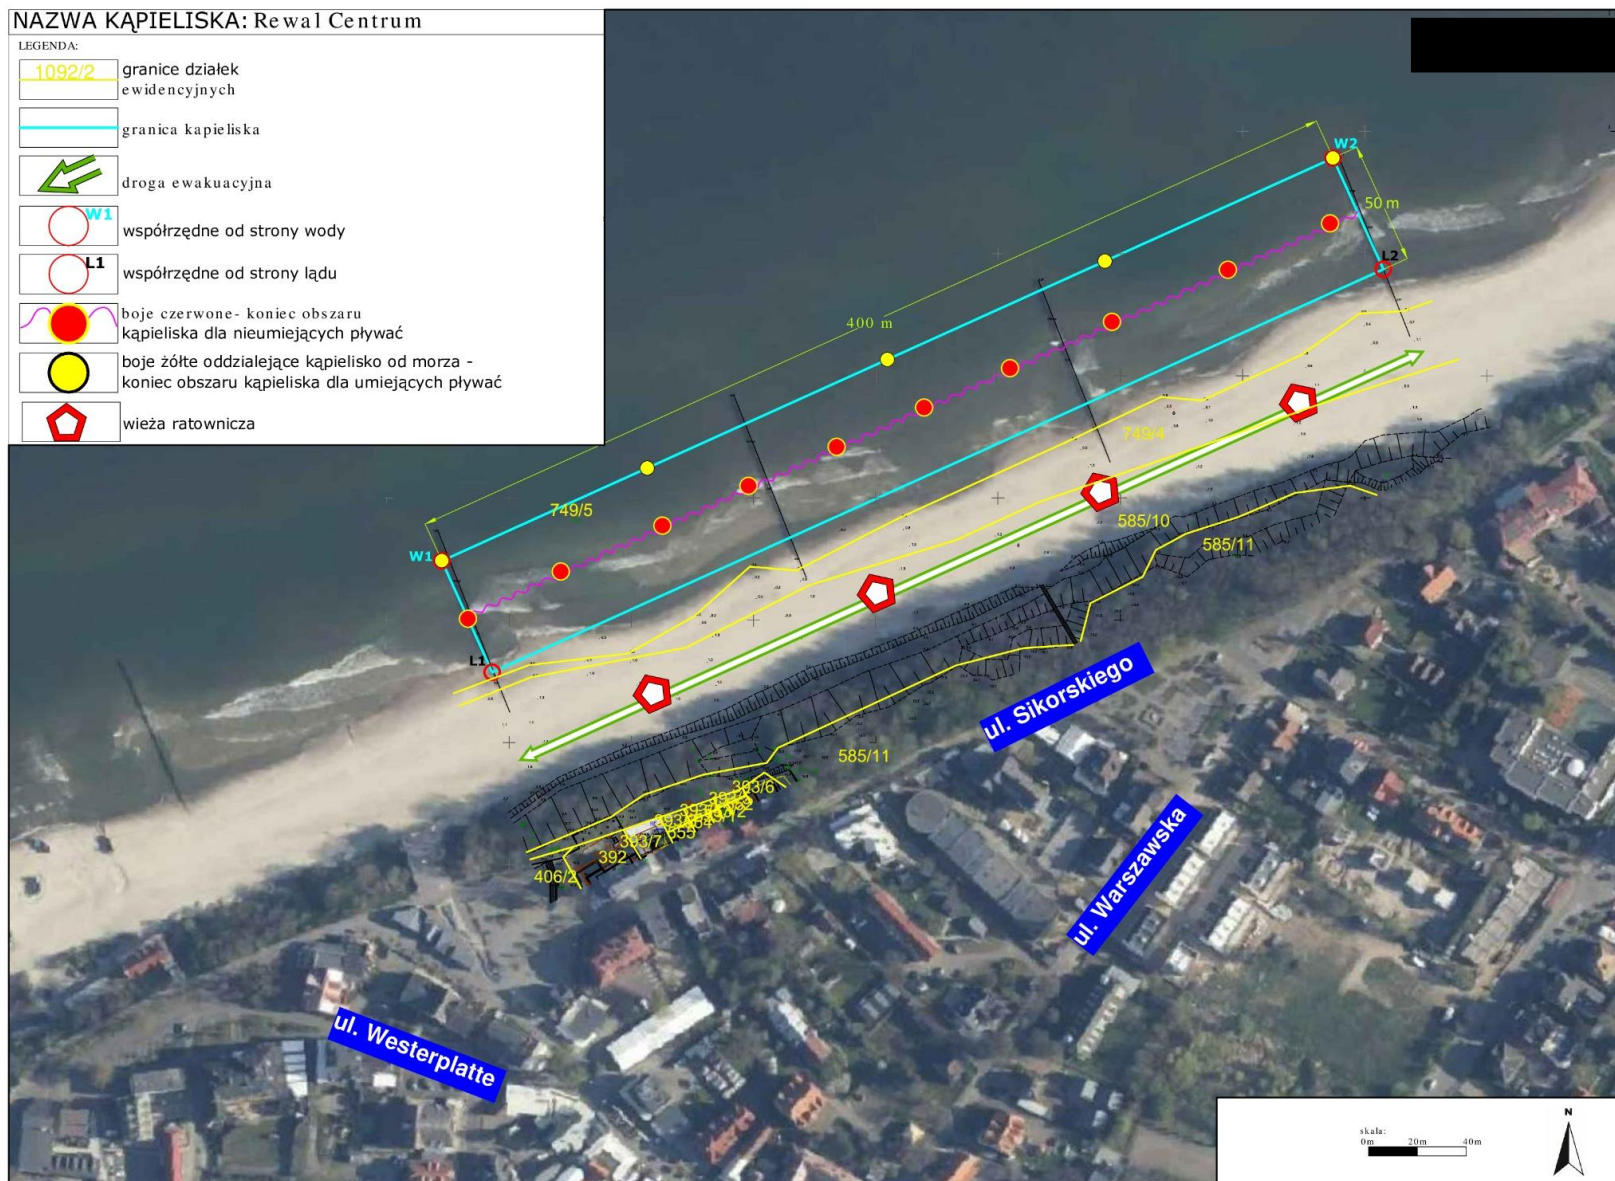 NAZWA KĄPIELISKA: Rewal Centrum
LEGENDA:
1092/2
granice działek
ewidencyjnych
granica kapieliska
droga ewakuacyjna
W1
współrzędne od strony wody
L1
współrzędne od strony lądu
boje czerwone- koniec obszaru
kąpieliska dla nieumiejących pływać
boje żółte oddzialejące kąpielisko od morza -
koniec obszaru kąpieliska dla umiejących pływać
wieża ratownicza
W2
50 m
L2
400 m
749/4
749/5
585/10
585/11
W1
L1
ul. Sikorskiego
585/11
393/6
393/7
555
392
406/2
ul. Warszawska
ul. Westerplatte
skala:
0m 20m 40m
N